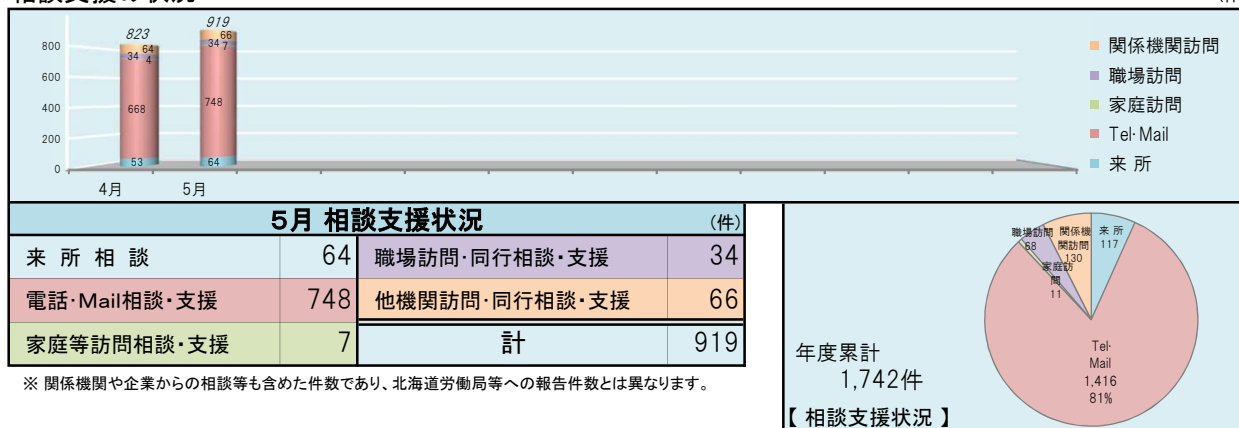 800
600
400
200
0
823
64
34 4
668
53
919
66
34 7
748
64
4月 5月
関係機関訪問
職場訪問
家庭訪問
Tel·Mail
来 所
5月 相談支援状況 (件)
来 所 相 談 64 職場訪問・同行相談・支援 34
電話・Mail相談・支援 748 他機関訪問・同行相談・支援 66
家庭等訪問相談・支援 7 計 919
※ 関係機関や企業からの相談等も含めた件数であり、北海道労働局等への報告件数とは異なります。
職場訪問
68
関係機
関訪問
130
来 所
117
家庭訪
問
11
Tel·
Mail
1,416
81%
年度累計
1,742件
【 相談支援状況 】